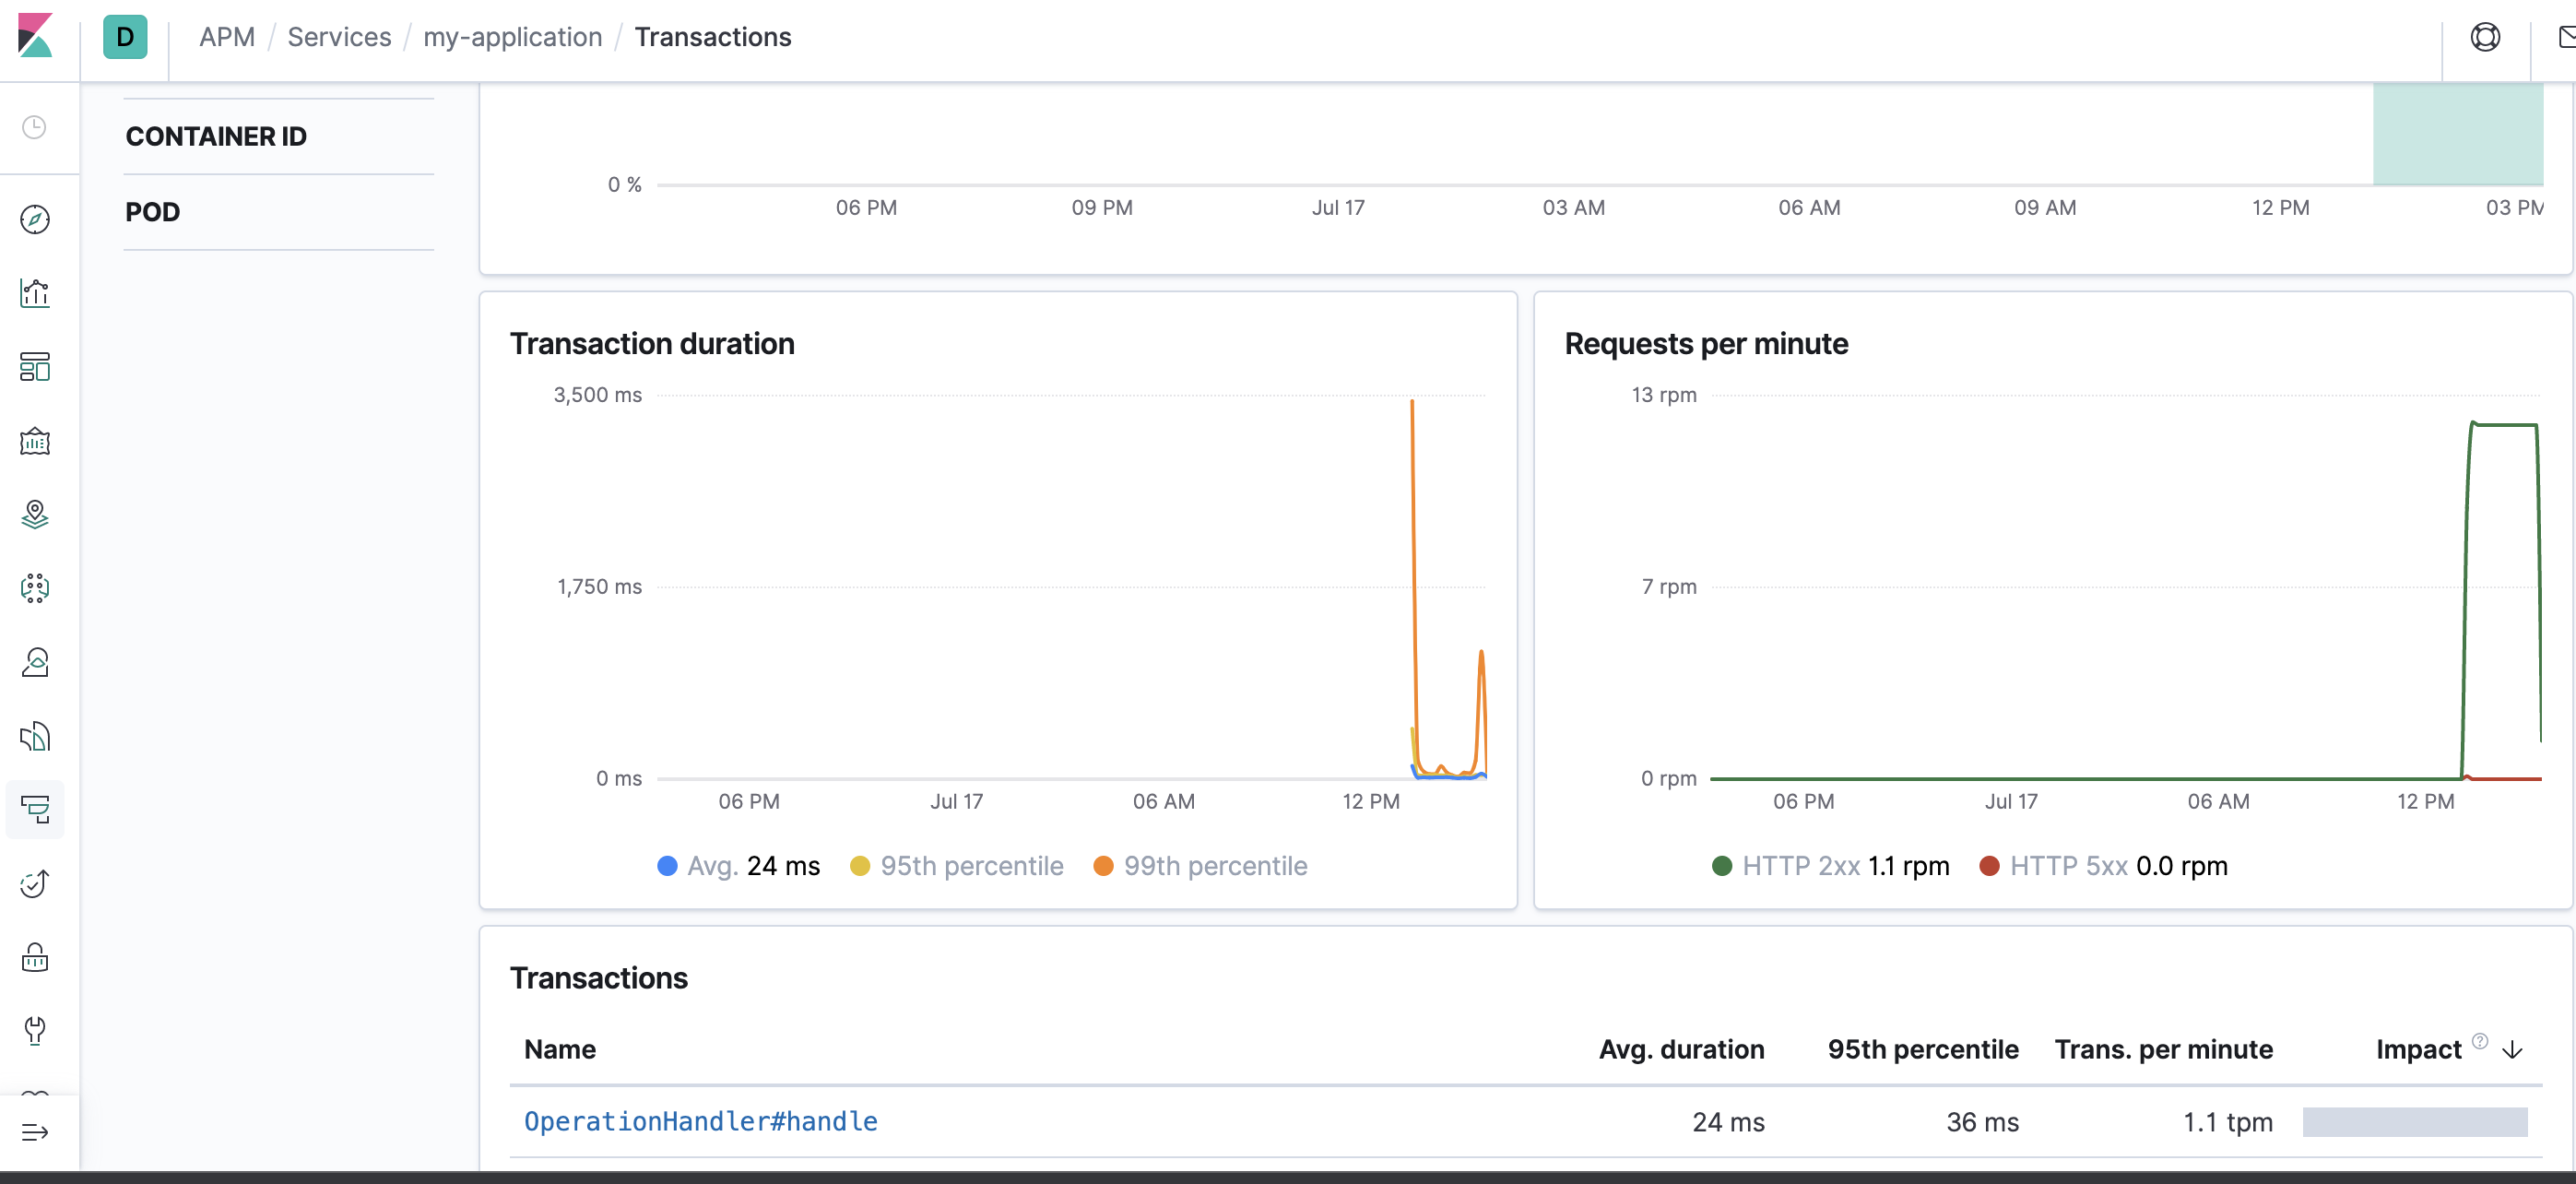 D APM / Services / my-application / Transactions
CONTAINER ID
POD
0 %
06 PM 09 PM Jul 17 03 AM 06 AM 09 AM 12 PM 03 PM
Transaction duration
3,500 ms
1,750 ms
0 ms
06 PM Jul 17 06 AM 12 PM
Avg. 24 ms 95th percentile 99th percentile
Requests per minute
13 rpm
7 rpm
0 rpm
06 PM Jul 17 06 AM 12 PM
HTTP 2xx 1.1 rpm HTTP 5xx 0.0 rpm
Transactions
Name Avg. duration 95th percentile Trans. per minute Impact ?
OperationHandler#handle 24 ms 36 ms 1.1 tpm